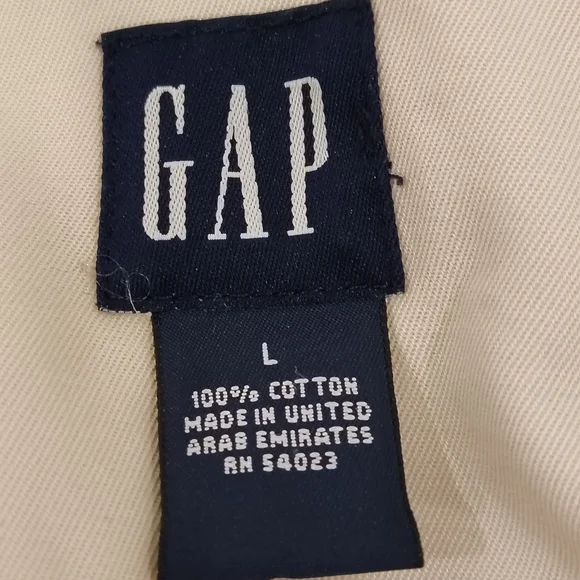 GAP
L
100% COTTON
MADE IN UNITED
ARAB EMIRATES
RN 54023